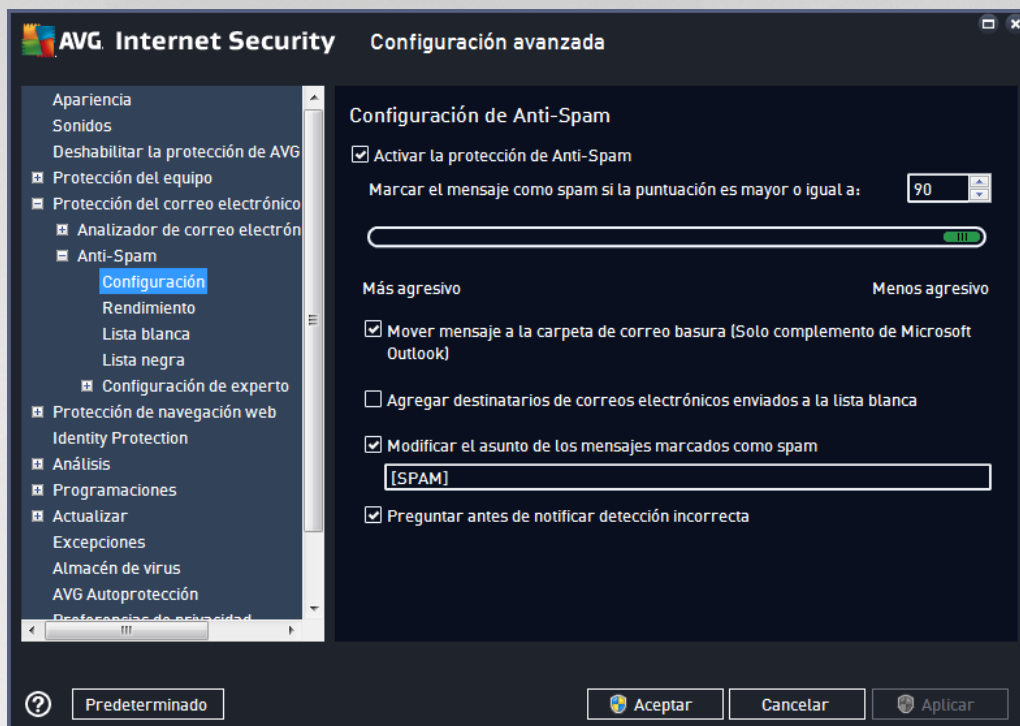 AVG. Internet Security
Configuración avanzada
Apariencia
Sonidos
Deshabilitar la protección de AVG
Protección del equipo
Protección del correo electrónico
Analizador de correo electrón
Anti-Spam
Configuración
Rendimiento
Lista blanca
Lista negra
Configuración de experto
Protección de navegación web
Identity Protection
Análisis
Programaciones
Actualizar
Excepciones
Almacén de virus
AVG Autoprotección
Preferencias de privacidad
Configuración de Anti-Spam
Activar la protección de Anti-Spam
Marcar el mensaje como spam si la puntuación es mayor o igual a: 90
Más agresivo Menos agresivo
Mover mensaje a la carpeta de correo basura (Solo complemento de Microsoft
Outlook)
Agregar destinatarios de correos electrónicos enviados a la lista blanca
Modificar el asunto de los mensajes marcados como spam
[SPAM]
Preguntar antes de notificar detección incorrecta
? Predeterminado Aceptar Cancelar Aplicar